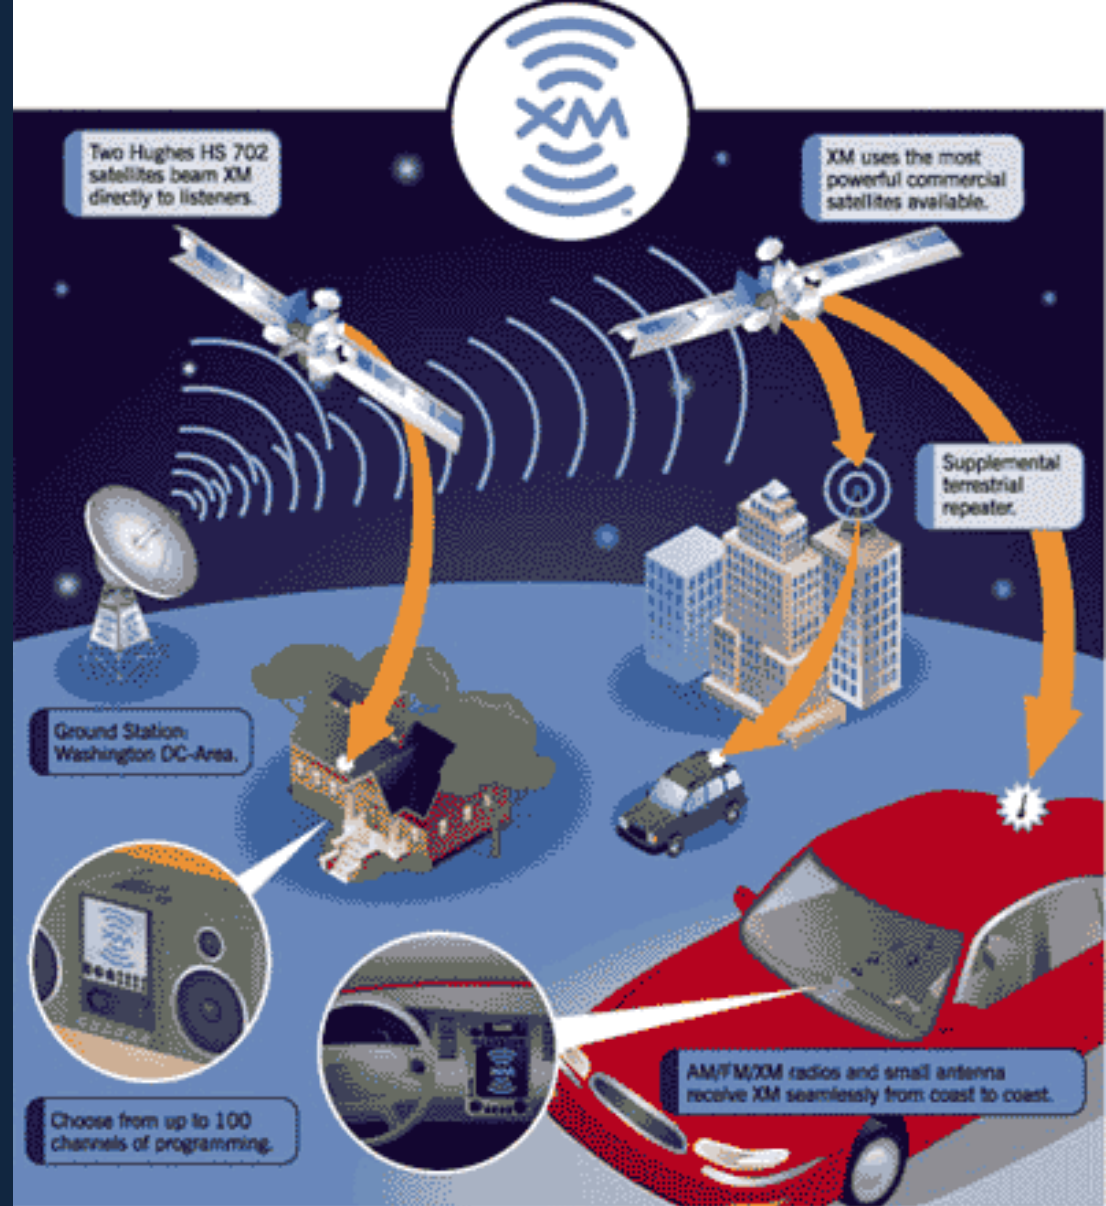 XM
™
Two Hughes HS 702
satellites beam XM
directly to listeners.
XM uses the most
powerful commercial
satellites available.
Supplemental
terrestrial
repeater.
Ground Station:
Washington DC-Area.
AM/FM/XM radios and small antenna
receive XM seamlessly from coast to coast.
Choose from up to 100
channels of programming.